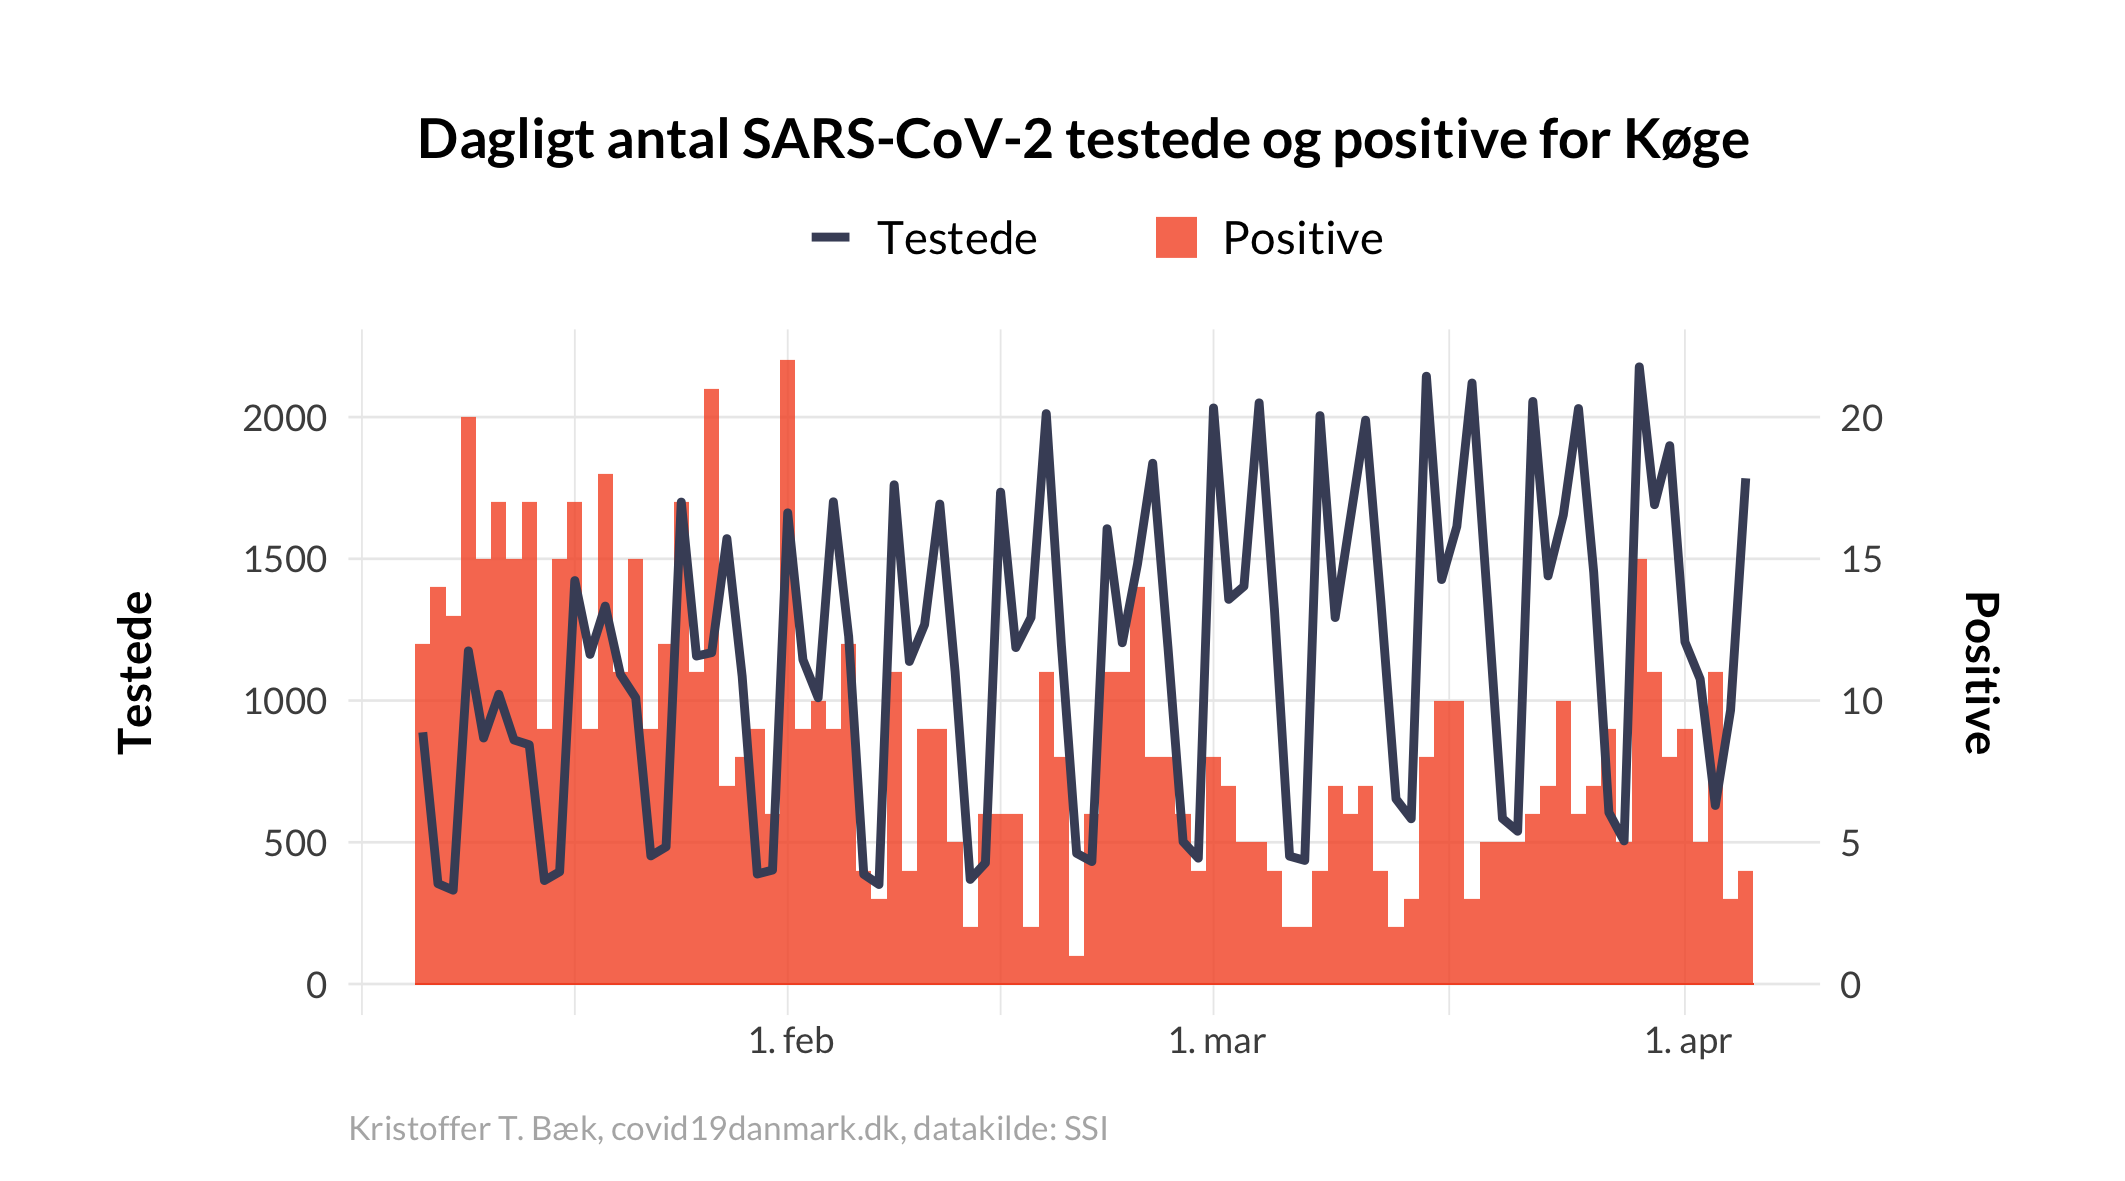 Dagligt antal SARS-CoV-2 testede og positive for Køge
Testede
Positive
2000
1500
1000
500
0
Testede
20
15
10
5
0
Positive
1. feb
1. mar
1. apr
Kristoffer T. Bæk, covid19danmark.dk, datakilde: SSI